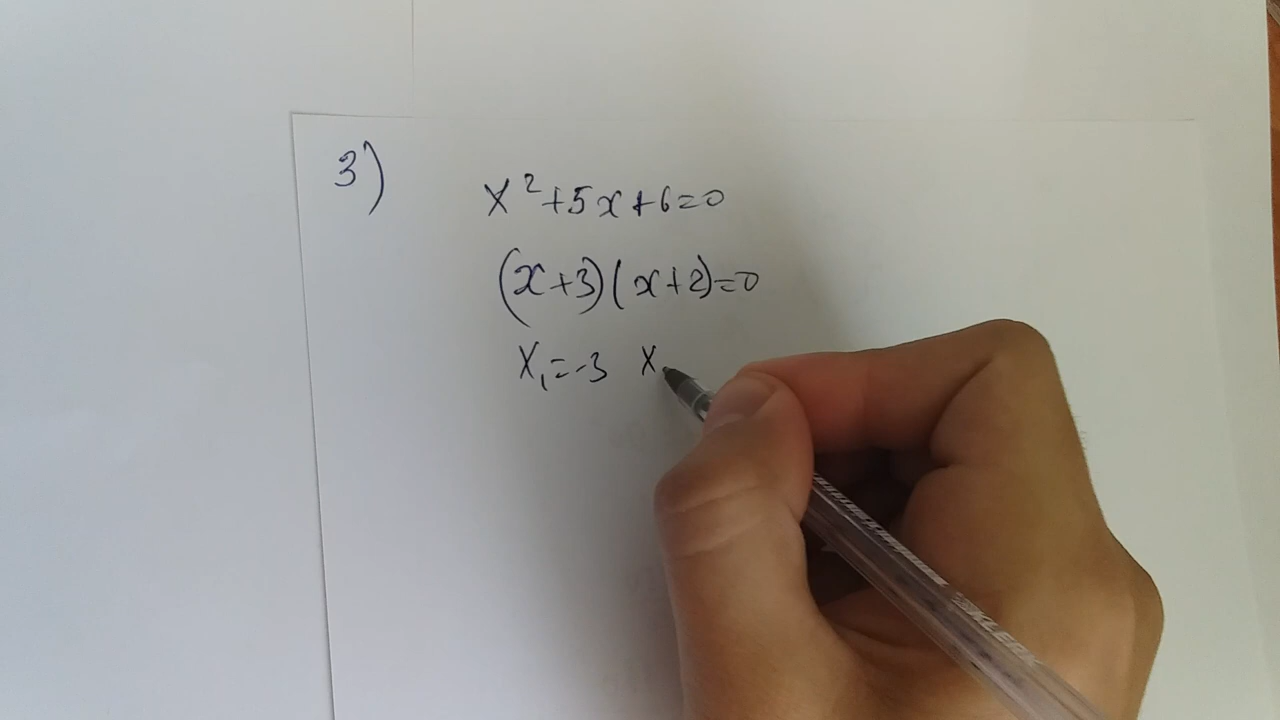 3)
x²+5x+6=0
(x+3)(x+2)=0
x₁=-3 x